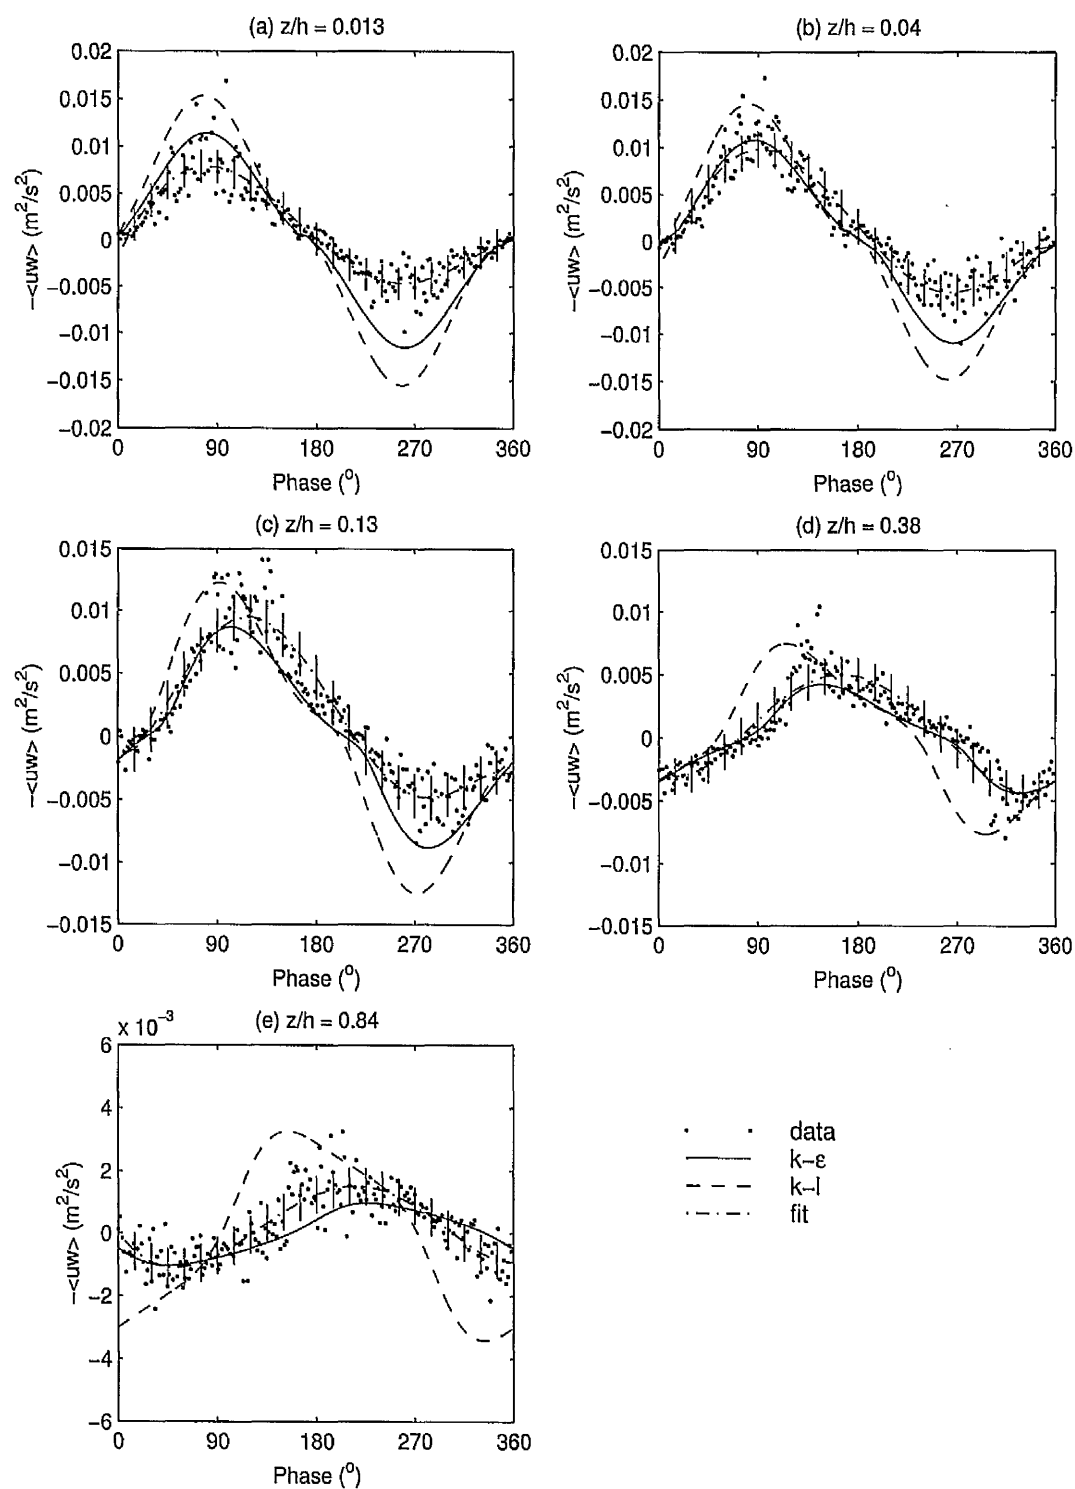 (a) z/h = 0.013
0.02
0.015
0.01
0.005
0
−0.005
−0.01
−0.015
−0.02
−<uw> (m²/s²)
0 90 180 270 360
Phase (°)
(b) z/h = 0.04
0.02
0.015
0.01
0.005
0
−0.005
−0.01
−0.015
−0.02
−<uw> (m²/s²)
0 90 180 270 360
Phase (°)
(c) z/h = 0.13
0.015
0.01
0.005
0
−0.005
−0.01
−0.015
−<uw> (m²/s²)
0 90 180 270 360
Phase (°)
(d) z/h = 0.38
0.015
0.01
0.005
0
−0.005
−0.01
−0.015
−<uw> (m²/s²)
0 90 180 270 360
Phase (°)
x 10⁻³ (e) z/h = 0.84
6
4
2
0
−2
−4
−6
−<uw> (m²/s²)
0 90 180 270 360
Phase (°)
data
k−ε
k−l
fit